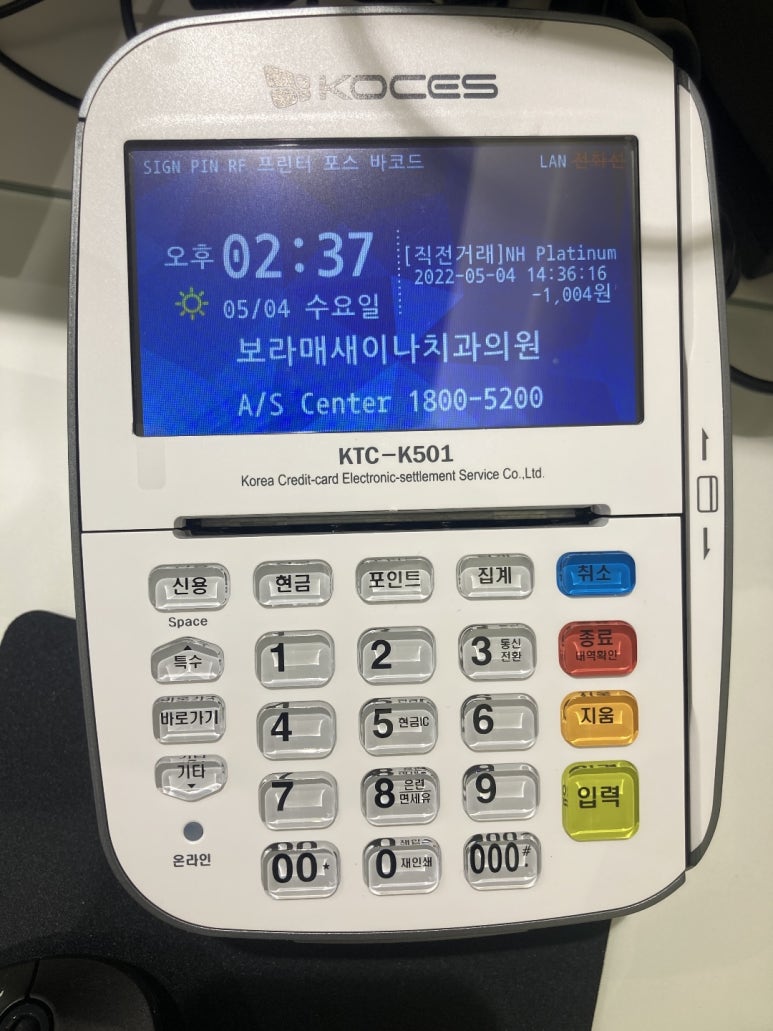 KOCES
SIGN PIN RF 프린터 포스 바코드 LAN 전화선
오후 02:37
05/04 수요일
[직전거래]NH Platinum
2022-05-04 14:36:16
-1,004원
보라매새이나치과의원
A/S Center 1800-5200
KTC-K501
Korea Credit-card Electronic-settlement Service Co.,Ltd.
신용 현금 포인트 집계 취소
Space
특수 1 2 3 통신전환 종료 내역확인
바로가기 4 5 현금IC 6 지움
기타 7 8 은련 면세유 9 입력
온라인 00 * 0 재인쇄 000 #